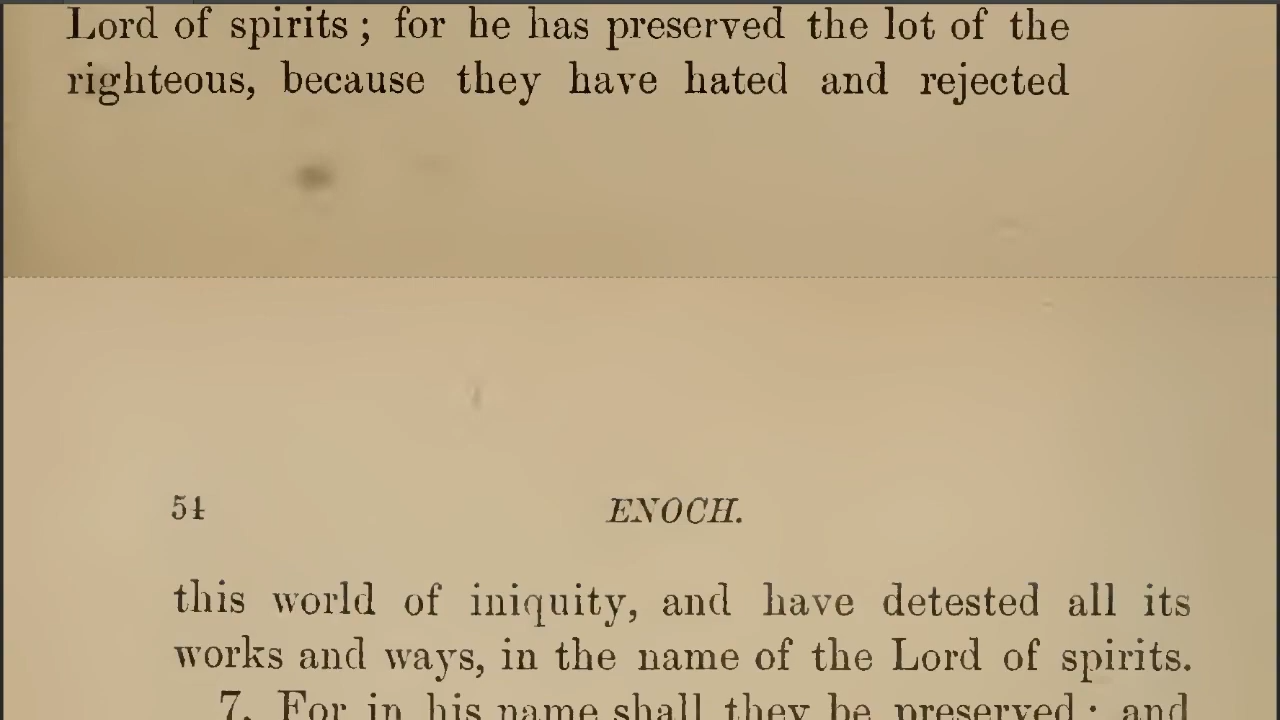 Lord of spirits; for he has preserved the lot of the
righteous, because they have hated and rejected
54 ENOCH.
this world of iniquity, and have detested all its
works and ways, in the name of the Lord of spirits.
7. For in his name shall they be preserved; and